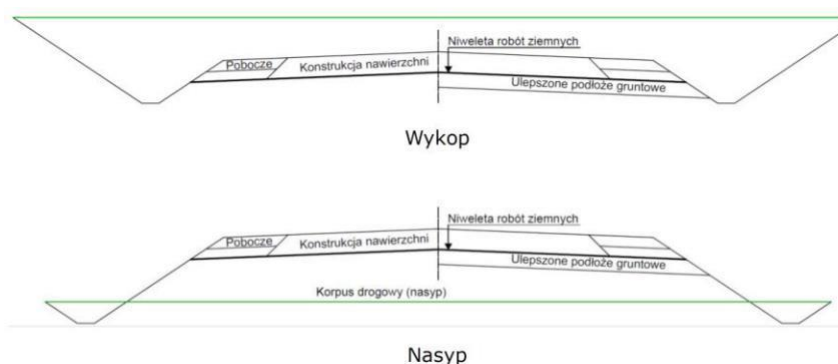 Niweleta robót ziemnych
Pobocze
Konstrukcja nawierzchni
Ulepszone podłoże gruntowe
Wykop
Niweleta robót ziemnych
Pobocze
Konstrukcja nawierzchni
Ulepszone podłoże gruntowe
Korpus drogowy (nasyp)
Nasyp